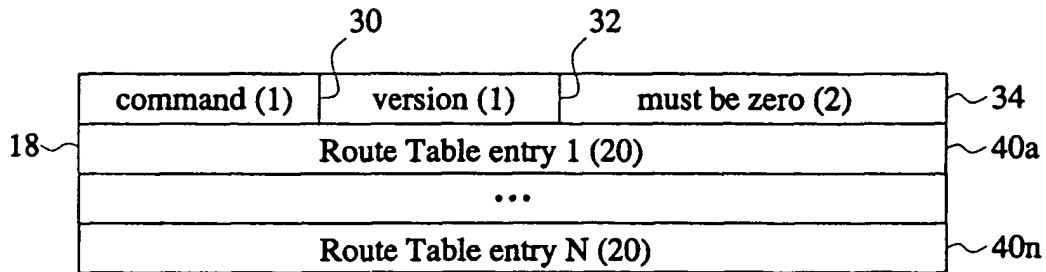 30 32
command (1) version (1) must be zero (2) 34
18 Route Table entry 1 (20) 40a
•••
Route Table entry N (20) 40n